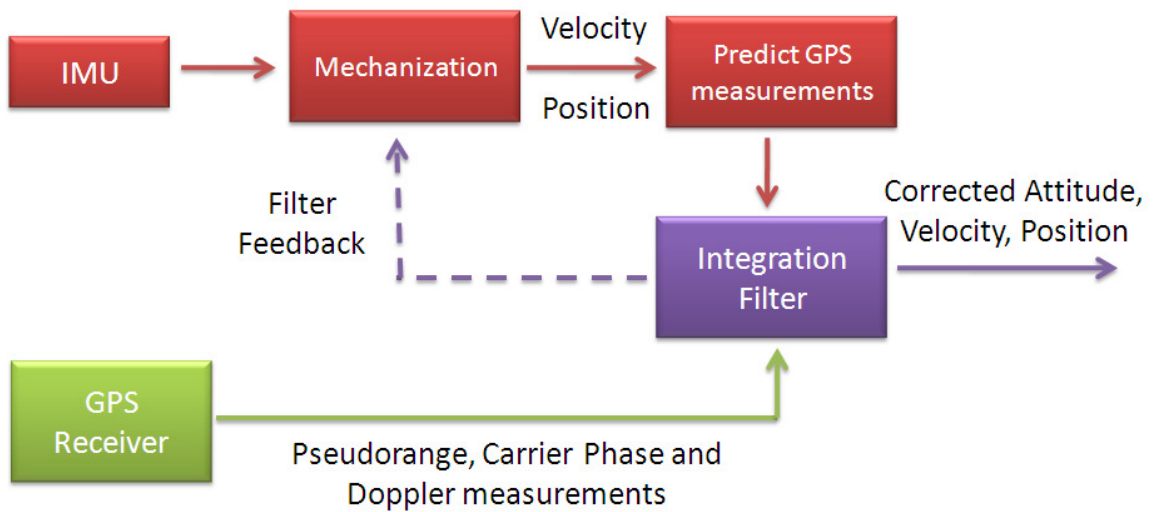 IMU
Mechanization
Velocity
Position
Predict GPS
measurements
Filter
Feedback
Integration
Filter
Corrected Attitude,
Velocity, Position
GPS
Receiver
Pseudorange, Carrier Phase and
Doppler measurements